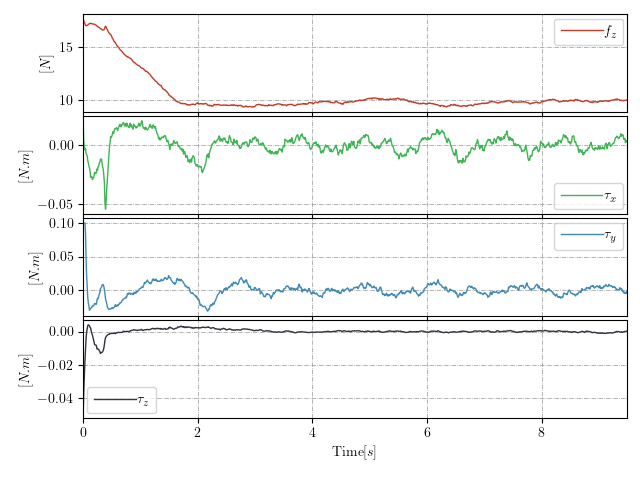 [N]
15
10
f_z
[N.m]
0.00
−0.05
τ_x
[N.m]
0.10
0.05
0.00
τ_y
[N.m]
0.00
−0.02
−0.04
τ_z
0 2 4 6 8
Time[s]